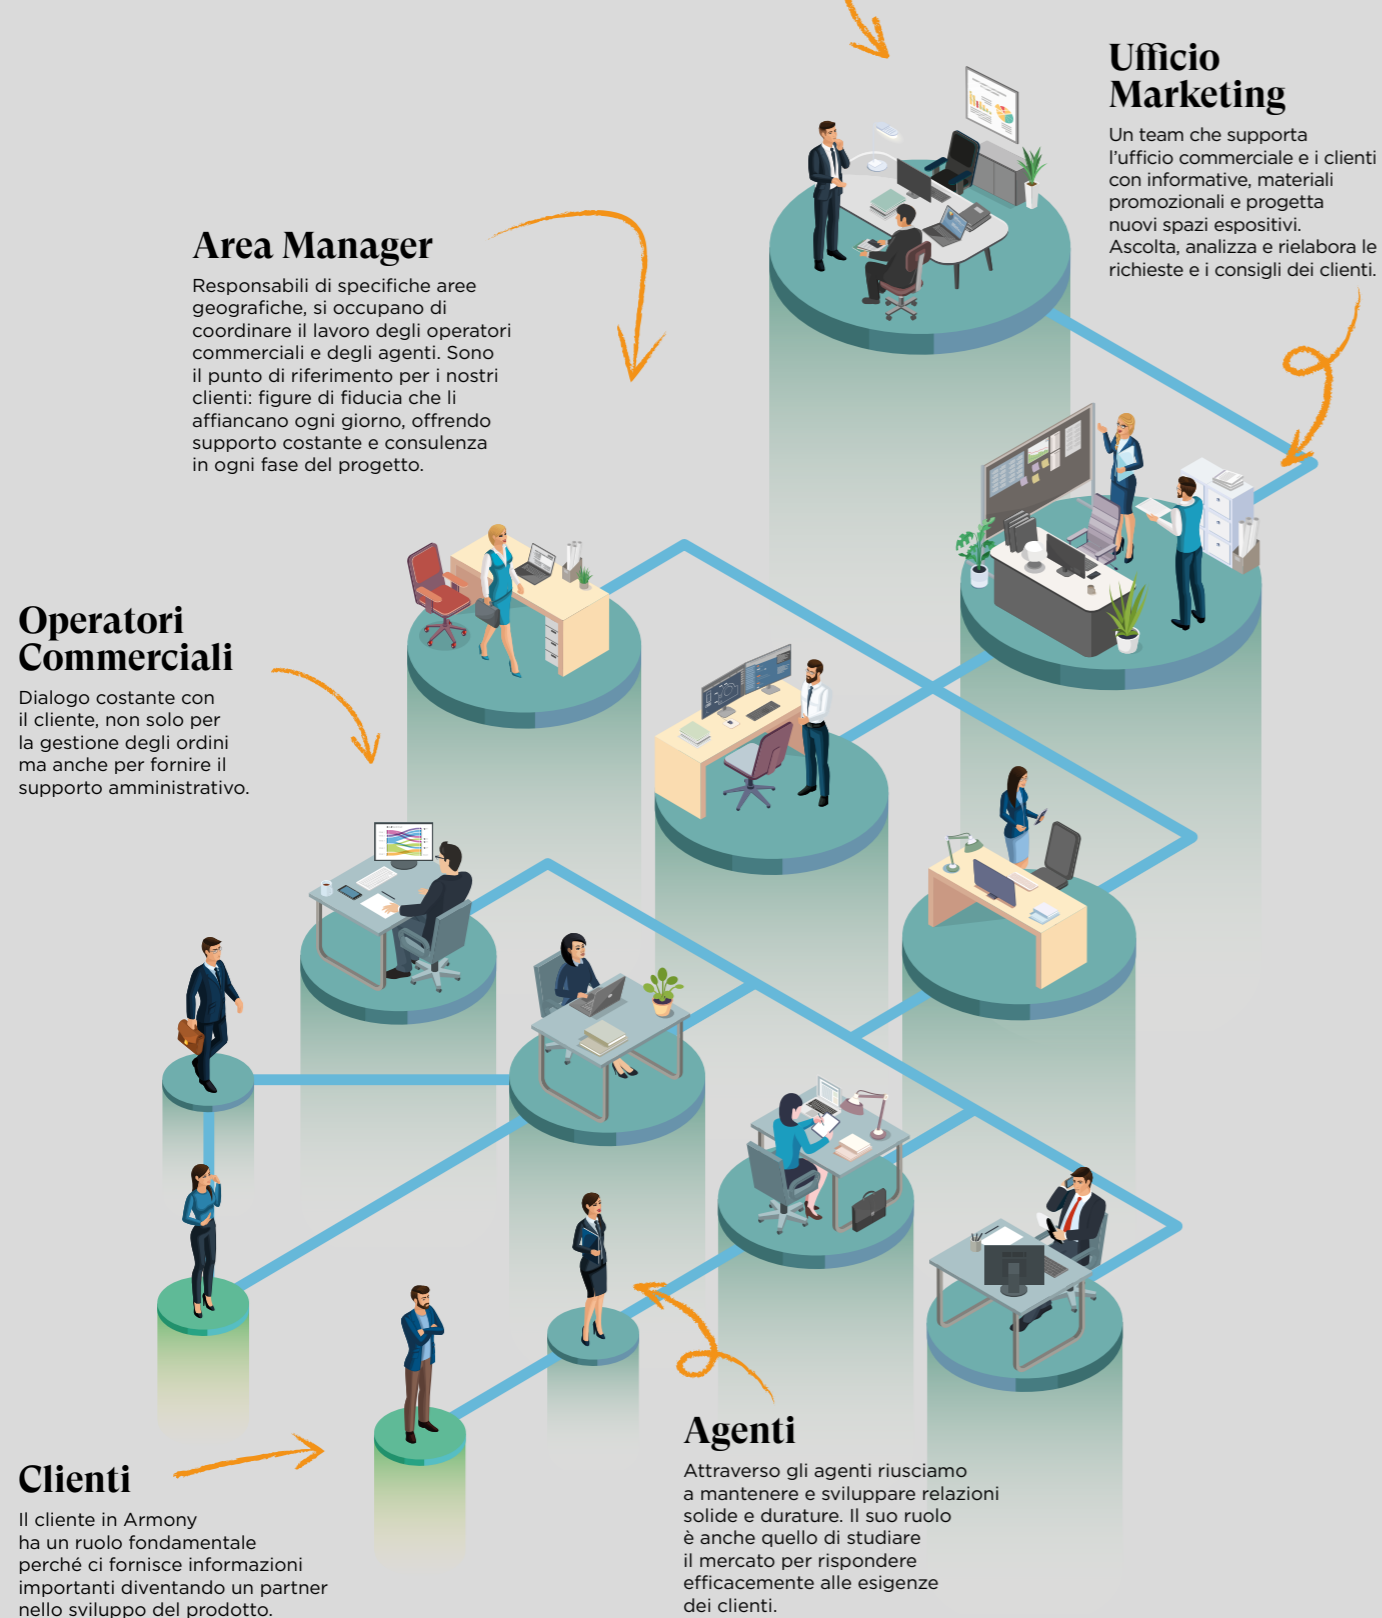 Ufficio
Marketing
Un team che supporta
l’ufficio commerciale e i clienti
con informative, materiali
promozionali e progetta
nuovi spazi espositivi.
Ascolta, analizza e rielabora le
richieste e i consigli dei clienti.
Area Manager
Responsabili di specifiche aree
geografiche, si occupano di
coordinare il lavoro degli operatori
commerciali e degli agenti. Sono
il punto di riferimento per i nostri
clienti: figure di fiducia che li
affiancano ogni giorno, offrendo
supporto costante e consulenza
in ogni fase del progetto.
Operatori
Commerciali
Dialogo costante con
il cliente, non solo per
la gestione degli ordini
ma anche per fornire il
supporto amministrativo.
Clienti
Il cliente in Armony
ha un ruolo fondamentale
perché ci fornisce informazioni
importanti diventando un partner
nello sviluppo del prodotto.
Agenti
Attraverso gli agenti riusciamo
a mantenere e sviluppare relazioni
solide e durature. Il suo ruolo
è anche quello di studiare
il mercato per rispondere
efficacemente alle esigenze
dei clienti.